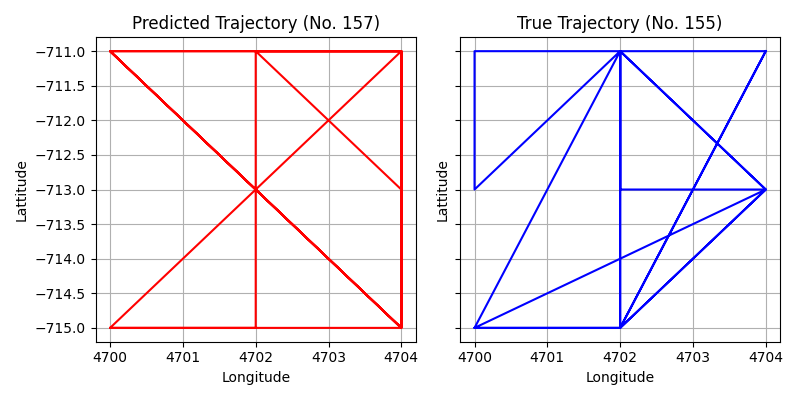 Predicted Trajectory (No. 157)
True Trajectory (No. 155)
−711.0
−711.5
−712.0
−712.5
−713.0
−713.5
−714.0
−714.5
−715.0
Lattitude
Lattitude
4700 4701 4702 4703 4704
4700 4701 4702 4703 4704
Longitude
Longitude